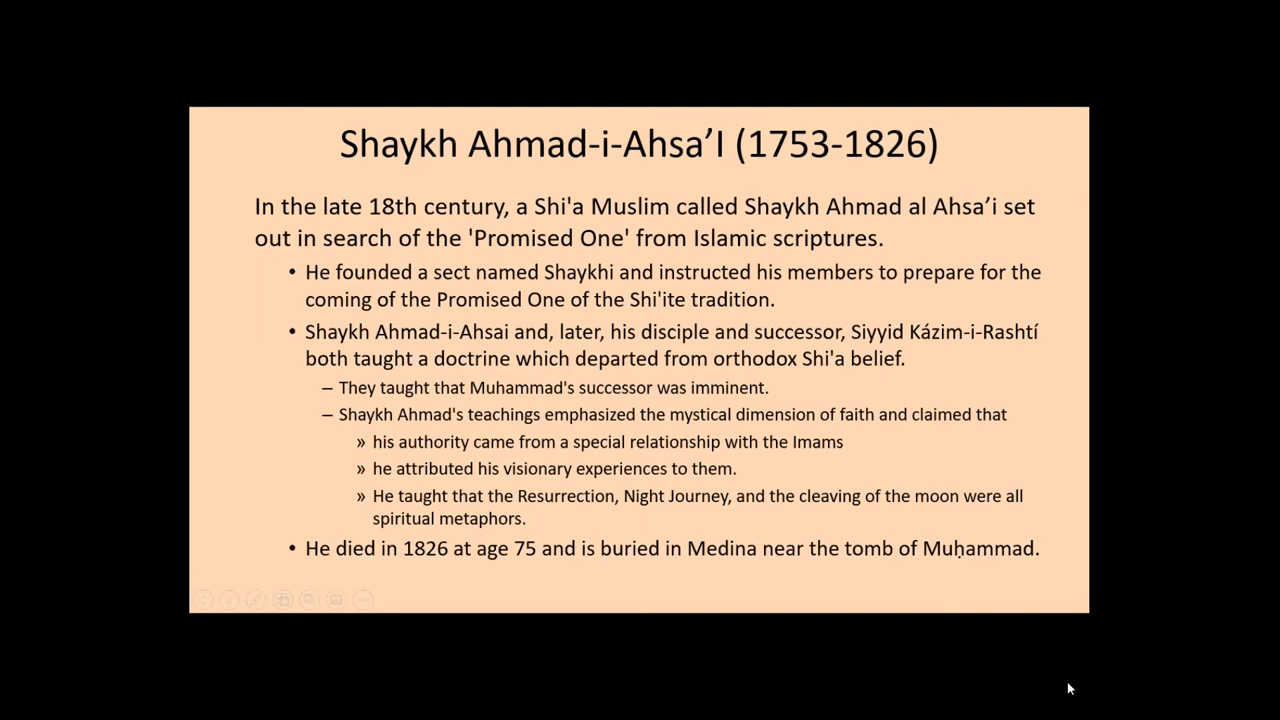 Shaykh Ahmad-i-Ahsa’I (1753-1826)
In the late 18th century, a Shi'a Muslim called Shaykh Ahmad al Ahsa’i set
out in search of the 'Promised One' from Islamic scriptures.
• He founded a sect named Shaykhi and instructed his members to prepare for the
coming of the Promised One of the Shi'ite tradition.
• Shaykh Ahmad-i-Ahsai and, later, his disciple and successor, Siyyid Kázim-i-Rashtí
both taught a doctrine which departed from orthodox Shi'a belief.
– They taught that Muhammad's successor was imminent.
– Shaykh Ahmad's teachings emphasized the mystical dimension of faith and claimed that
» his authority came from a special relationship with the Imams
» he attributed his visionary experiences to them.
» He taught that the Resurrection, Night Journey, and the cleaving of the moon were all
spiritual metaphors.
• He died in 1826 at age 75 and is buried in Medina near the tomb of Muḥammad.